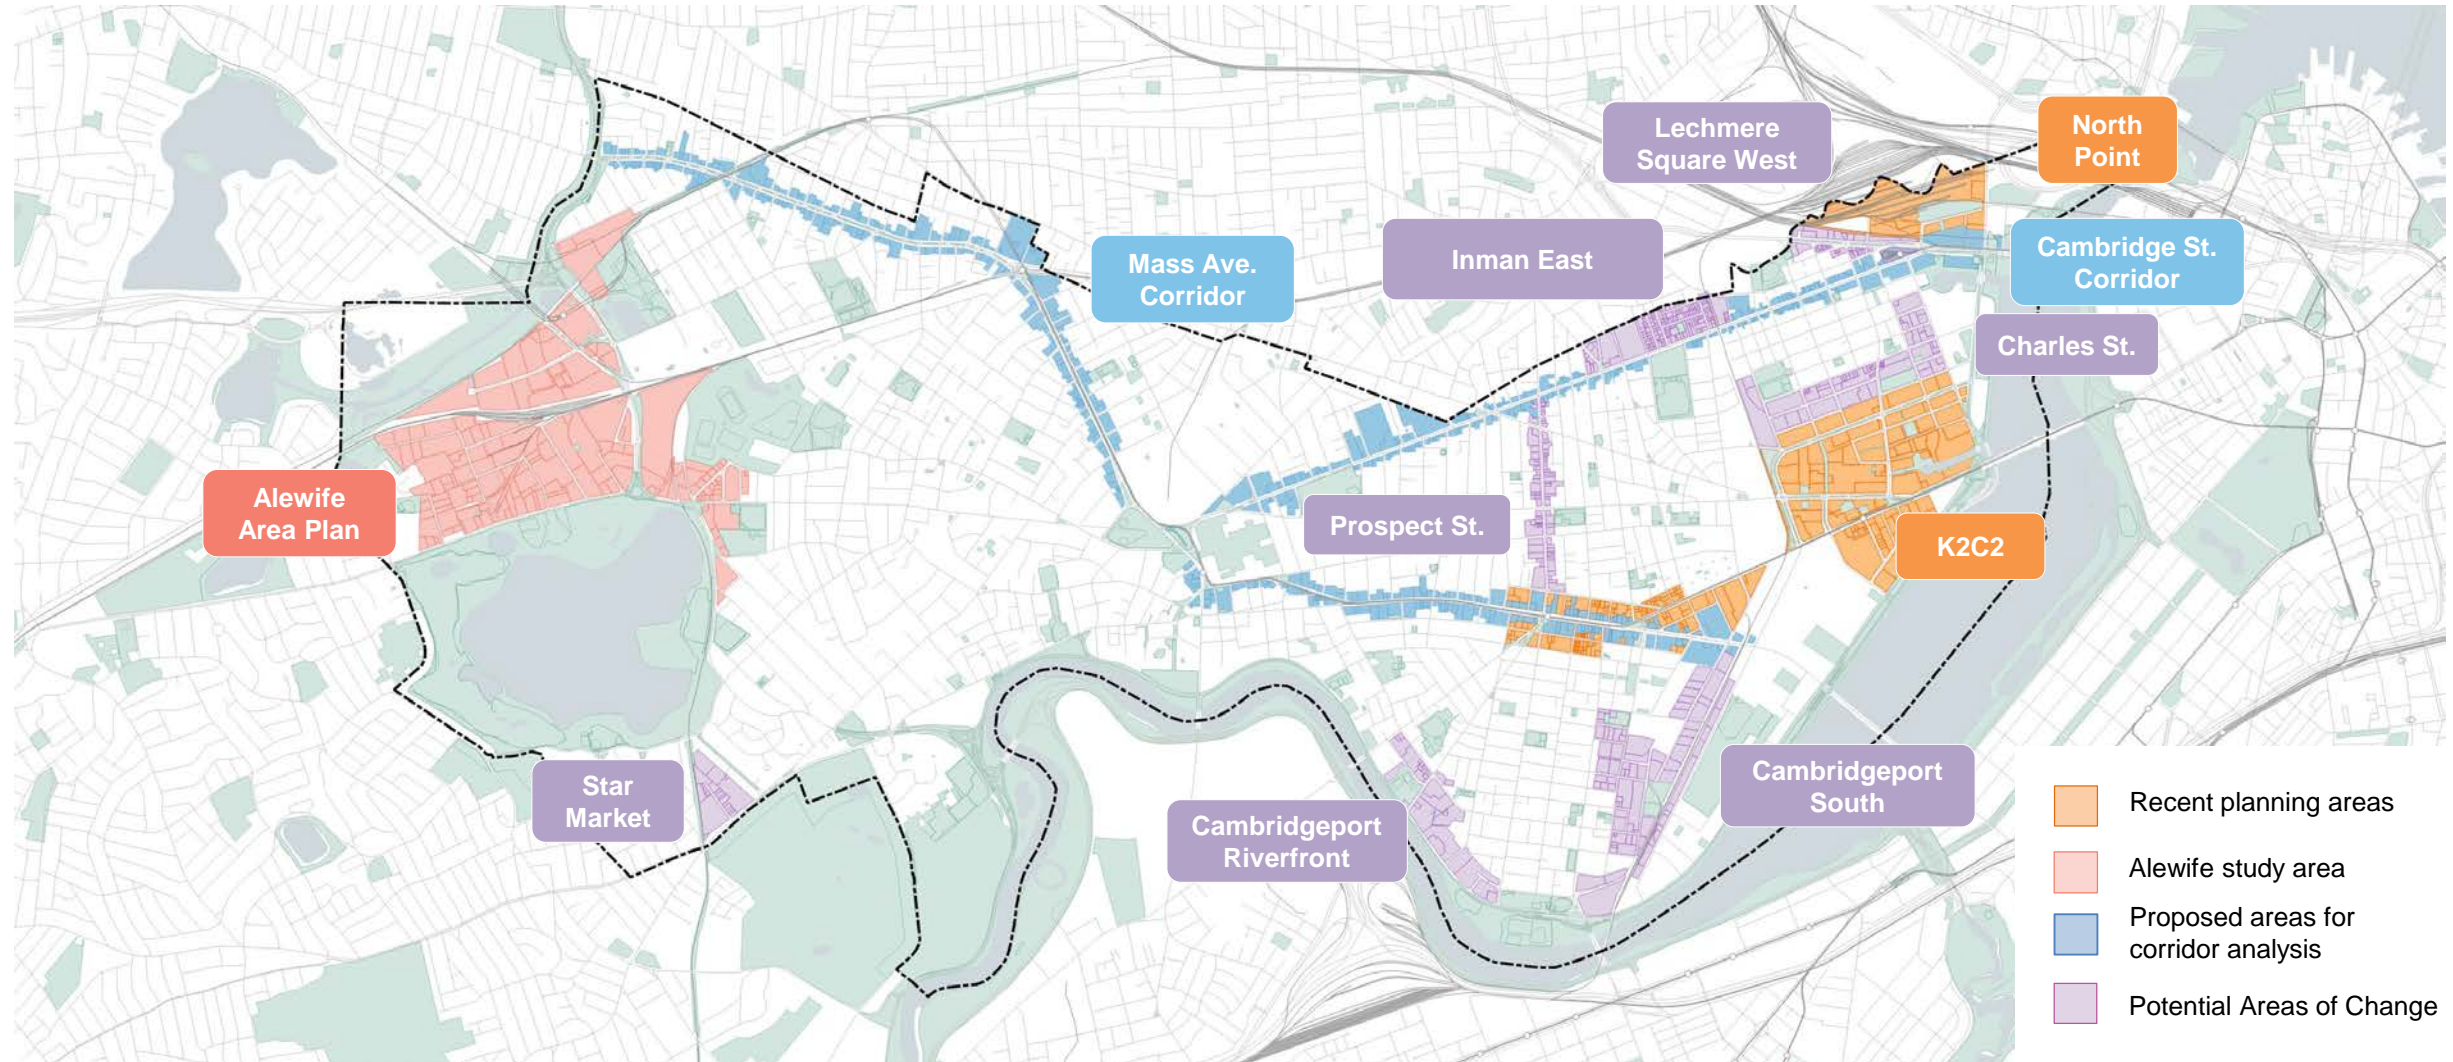 Lechmere
Square West
North
Point
Inman East
Mass Ave.
Corridor
Cambridge St.
Corridor
Charles St.
Alewife
Area Plan
Prospect St.
K2C2
Star
Market
Cambridgeport
Riverfront
Cambridgeport
South
Recent planning areas
Alewife study area
Proposed areas for
corridor analysis
Potential Areas of Change